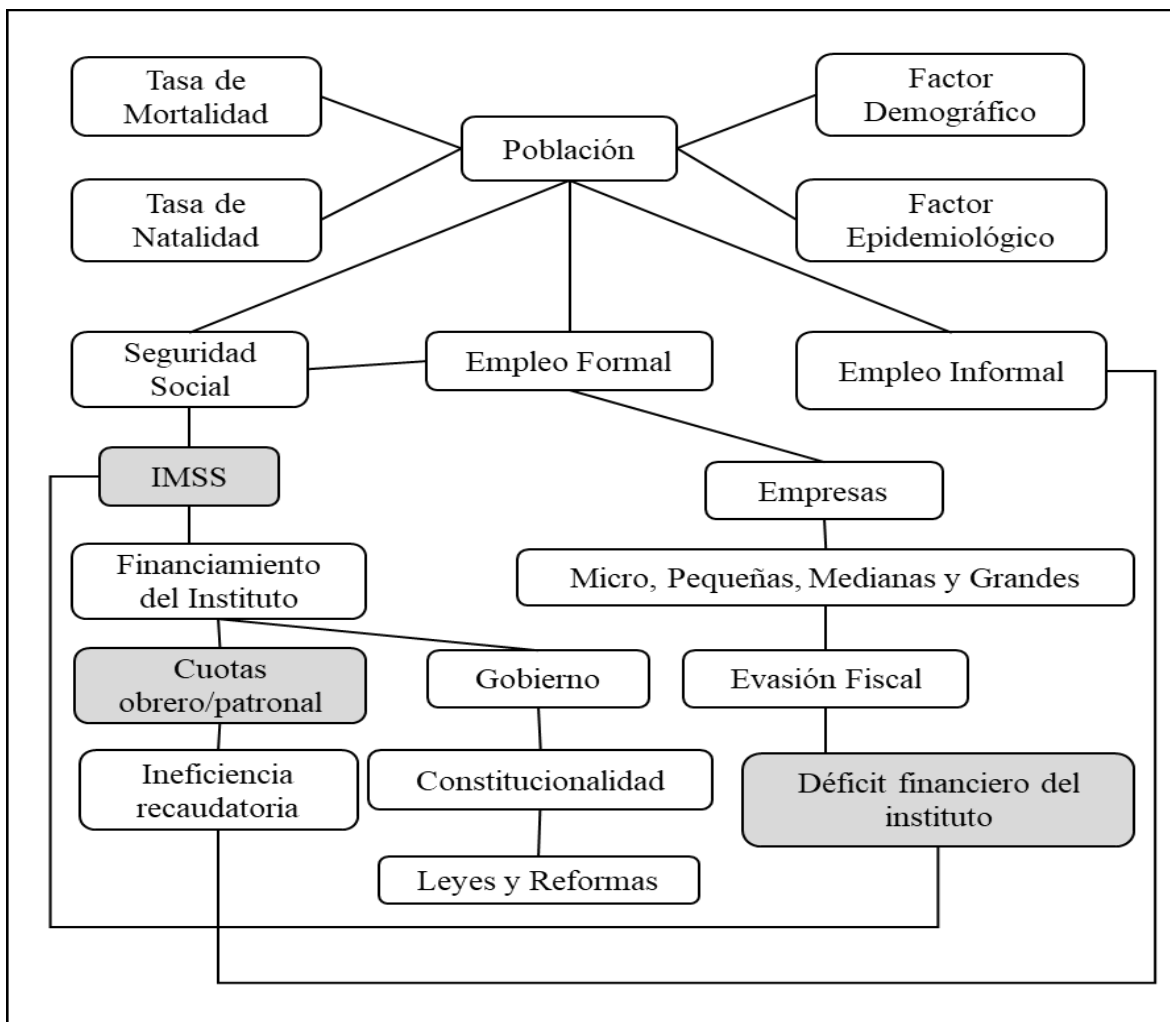 Tasa de
Mortalidad
Factor
Demográfico
Población
Tasa de
Natalidad
Factor
Epidemiológico
Seguridad
Social
Empleo Formal
Empleo Informal
IMSS
Empresas
Financiamiento
del Instituto
Micro, Pequeñas, Medianas y Grandes
Cuotas
obrero/patronal
Gobierno
Evasión Fiscal
Ineficiencia
recaudatoria
Constitucionalidad
Déficit financiero del
instituto
Leyes y Reformas